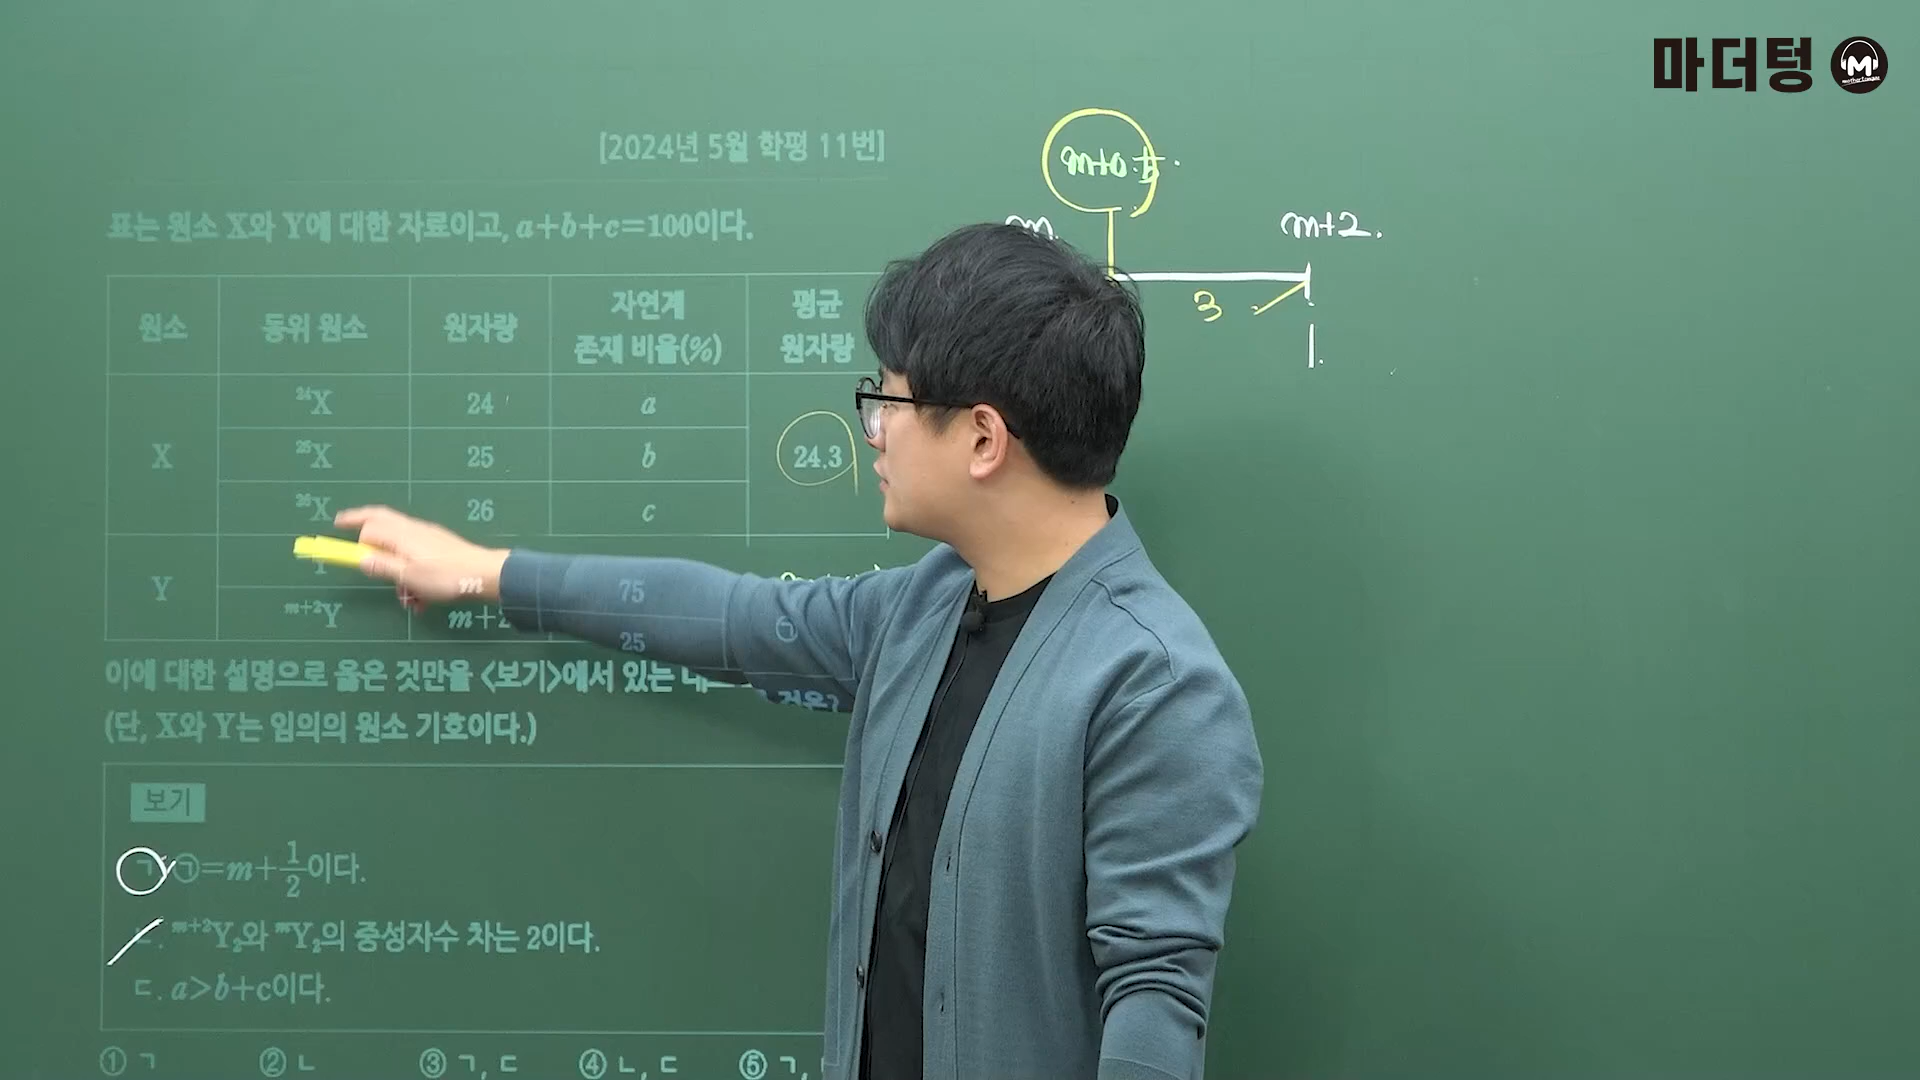 마더텅
M
[2024년 5월 학평 11번]
표는 원소 X와 Y에 대한 자료이고, a+b+c=100이다.
원소 동위 원소 원자량 자연계 존재 비율(%) 평균 원자량
X ²⁴X 24 a 24.3
²⁵X 25 b
²⁶X 26 c
Y Y m 75 ㉠
ᵐ⁺²Y m+2 25
이에 대한 설명으로 옳은 것만을 <보기>에서 있는 것은?
(단, X와 Y는 임의의 원소 기호이다.)
보기
ㄱ. ㉠=m+1/2이다.
ㄴ. ᵐ⁺²Y₂와 ᵐY₂의 중성자수 차는 2이다.
ㄷ. a>b+c이다.
① ㄱ ② ㄴ ③ ㄱ, ㄷ ④ ㄴ, ㄷ ⑤ ㄱ,
m m+2.
3
1.